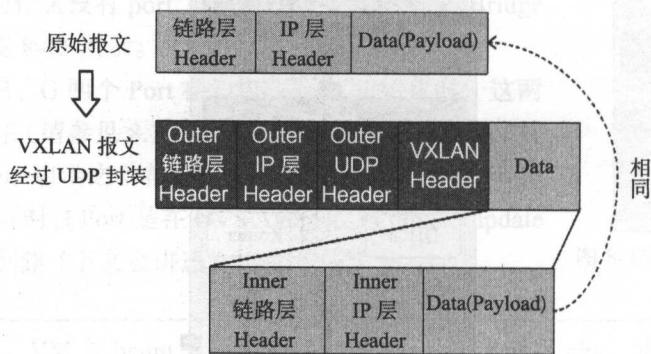 原始报文
链路层 Header
IP 层 Header
Data(Payload)
VXLAN 报文
经过 UDP 封装
Outer 链路层 Header
Outer IP 层 Header
Outer UDP Header
VXLAN Header
Data
相同
Inner 链路层 Header
Inner IP 层 Header
Data(Payload)